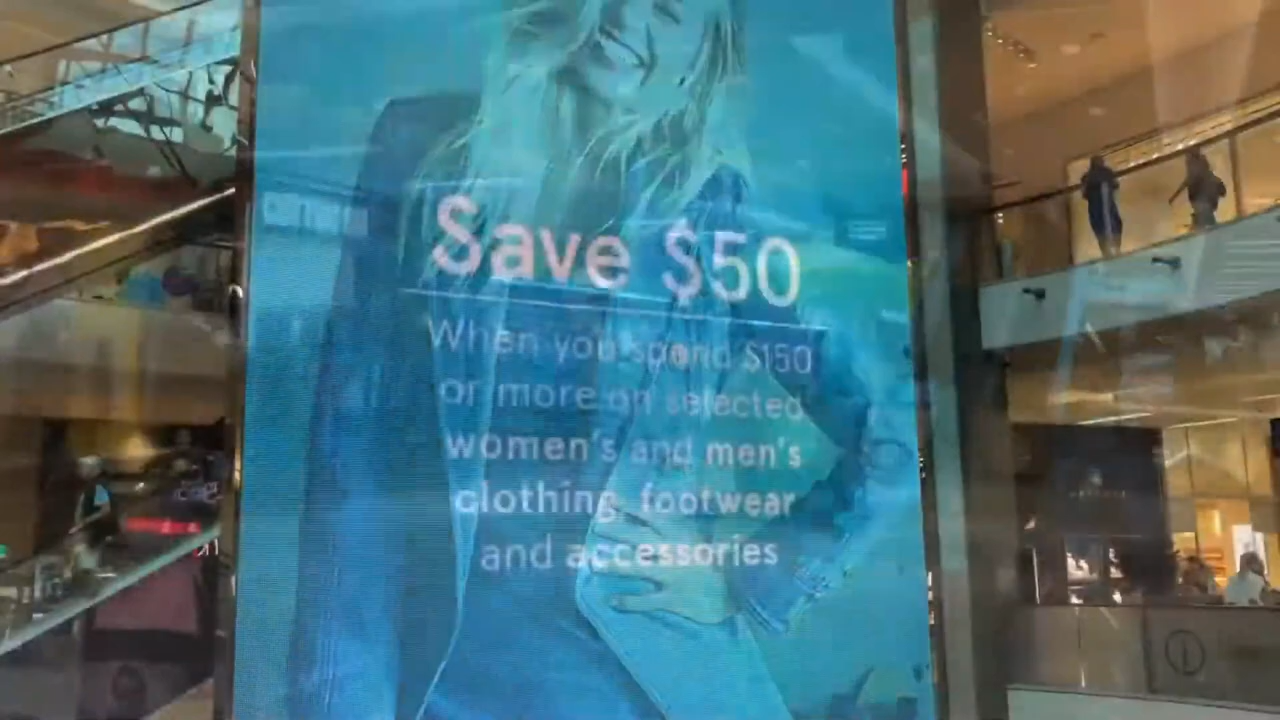 Save $50
When you spend $150
or more on selected
women's and men's
clothing, footwear
and accessories